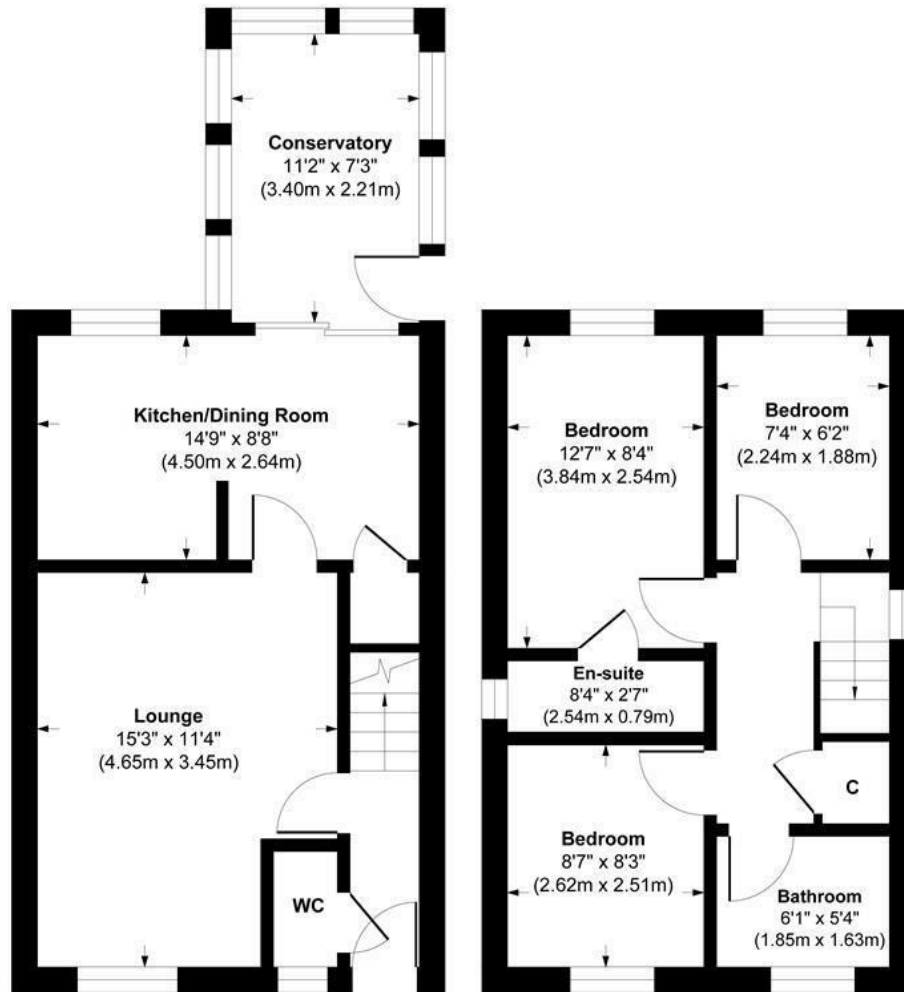 Conservatory
11'2" x 7'3"
(3.40m x 2.21m)
Kitchen/Dining Room
14'9" x 8'8"
(4.50m x 2.64m)
Lounge
15'3" x 11'4"
(4.65m x 3.45m)
WC
Bedroom
12'7" x 8'4"
(3.84m x 2.54m)
Bedroom
7'4" x 6'2"
(2.24m x 1.88m)
En-suite
8'4" x 2'7"
(2.54m x 0.79m)
C
Bedroom
8'7" x 8'3"
(2.62m x 2.51m)
Bathroom
6'1" x 5'4"
(1.85m x 1.63m)